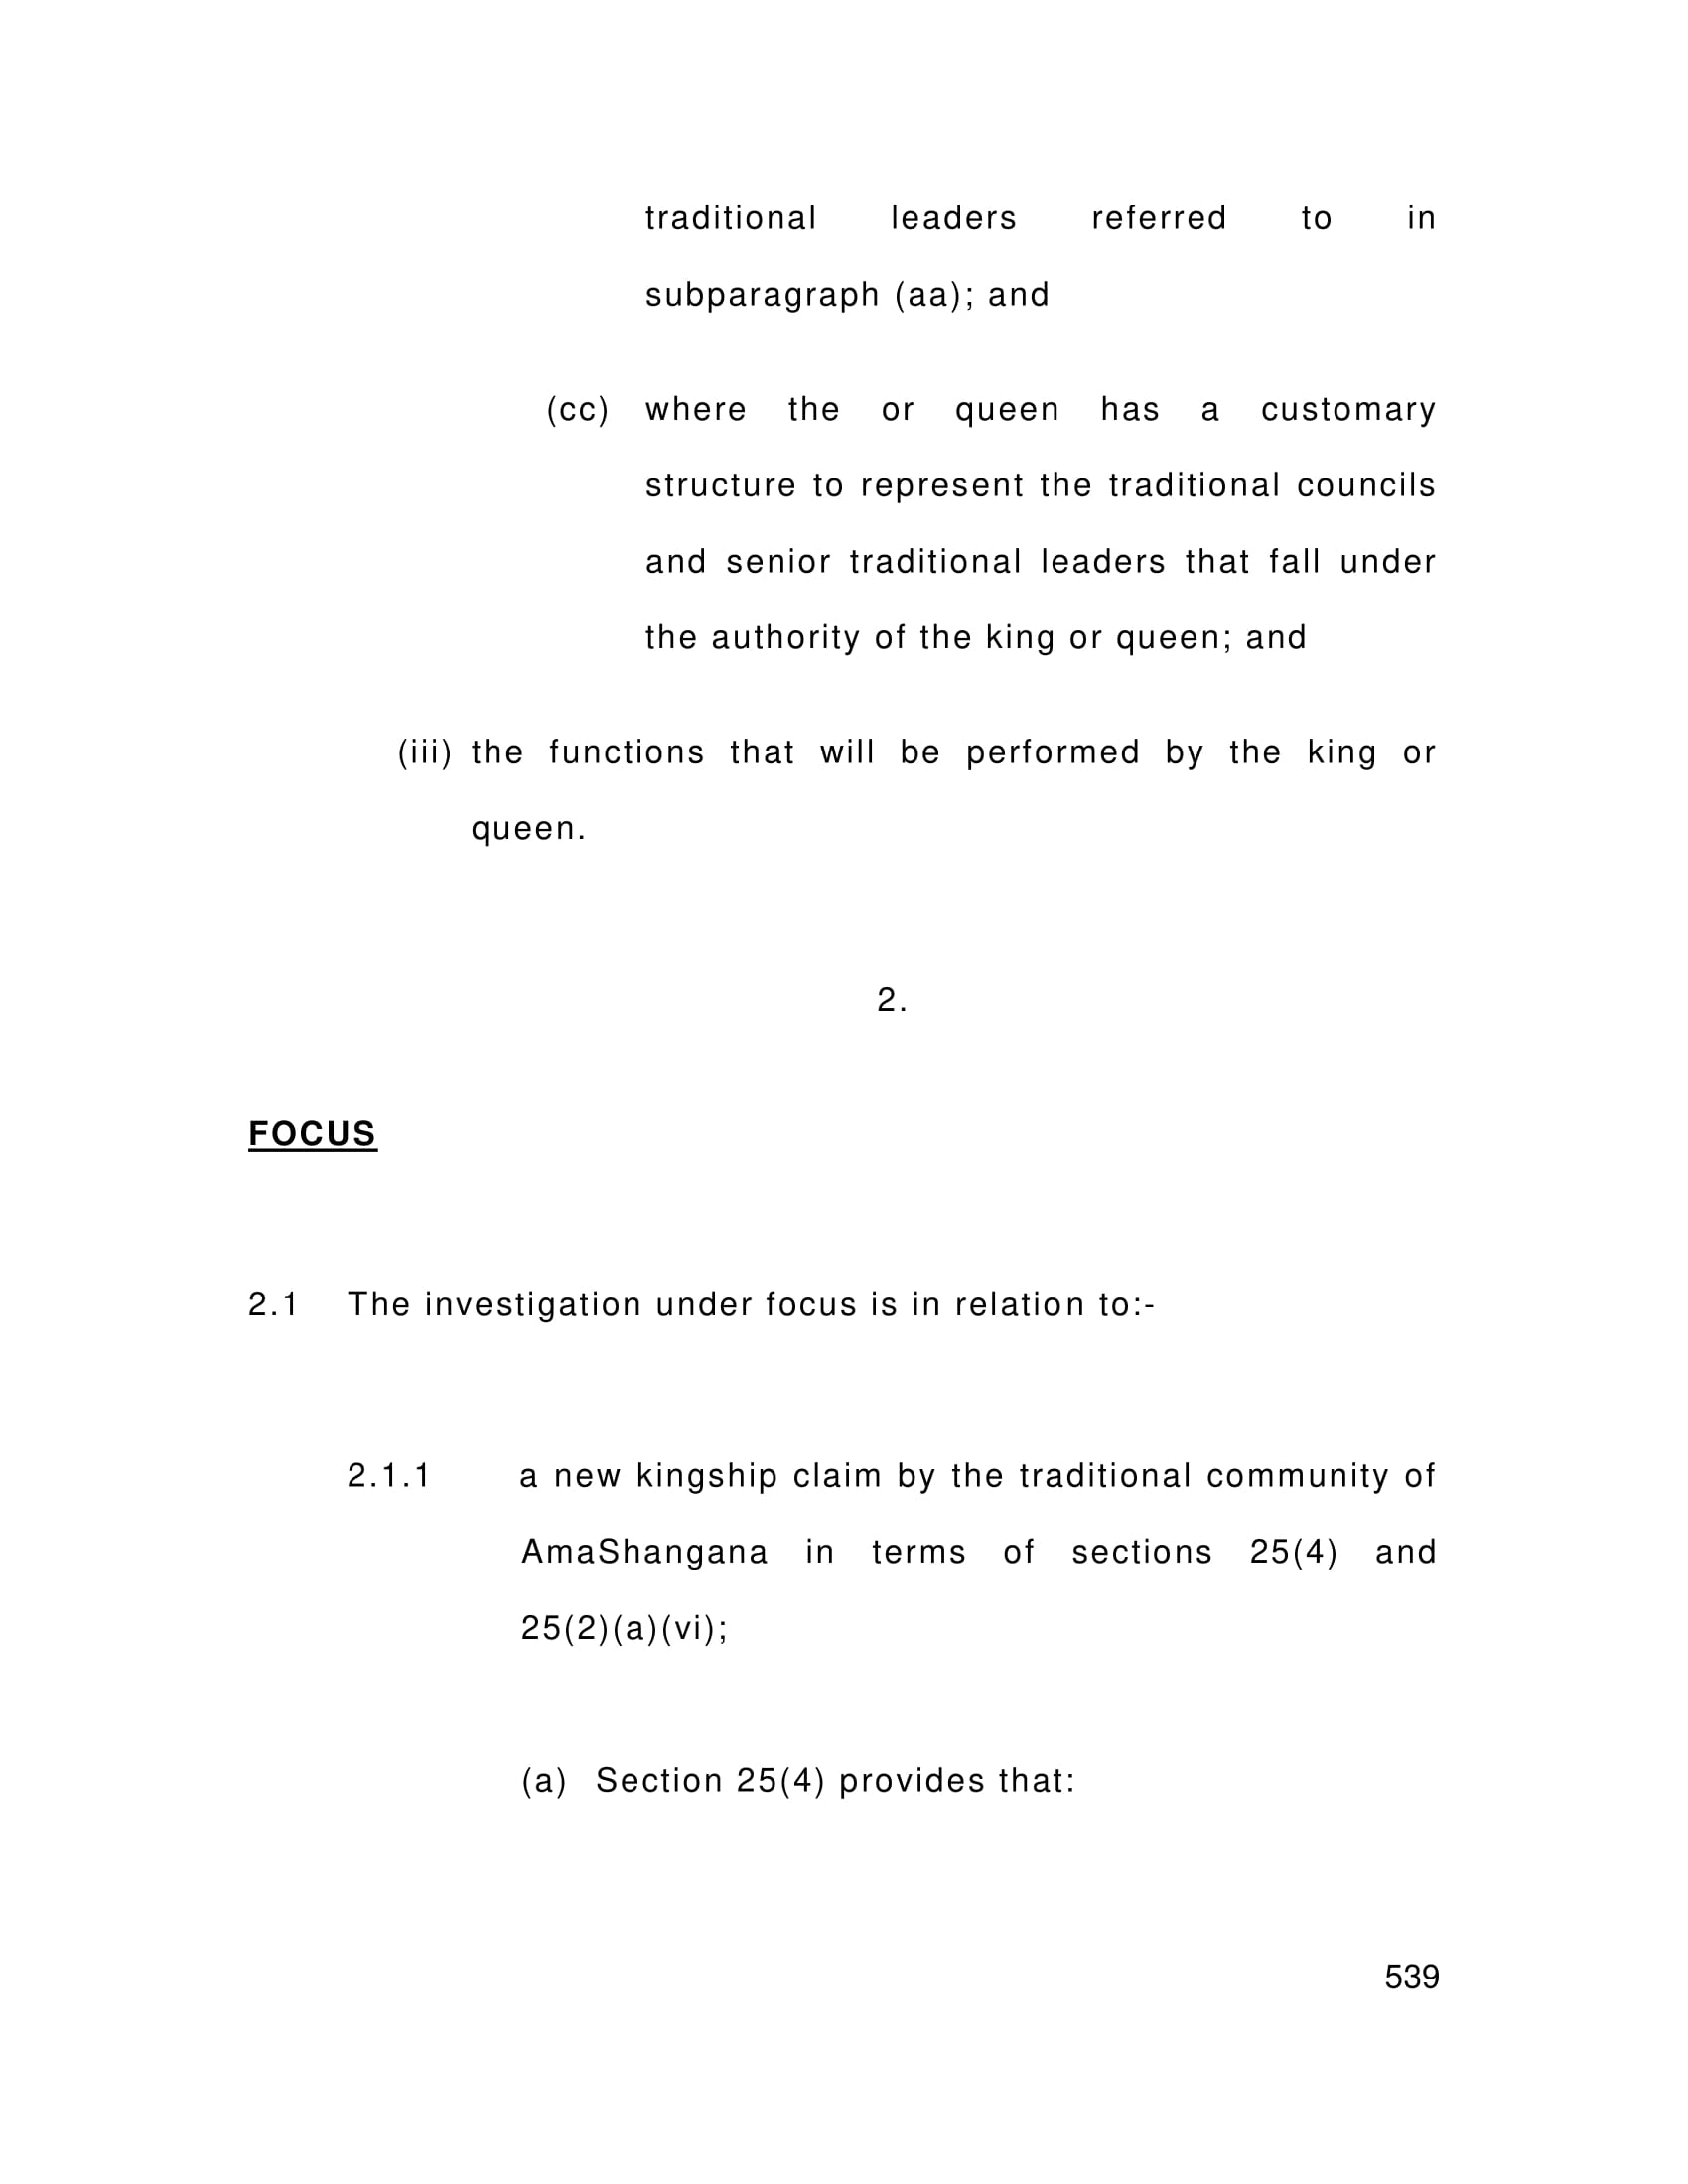 traditional leaders referred to in
subparagraph (aa); and
(cc) where the or queen has a customary
structure to represent the traditional councils
and senior traditional leaders that fall under
the authority of the king or queen; and
(iii) the functions that will be performed by the king or
queen.
2.
FOCUS
2.1 The investigation under focus is in relation to:-
2.1.1 a new kingship claim by the traditional community of
AmaShangana in terms of sections 25(4) and
25(2)(a)(vi);
(a) Section 25(4) provides that:
539